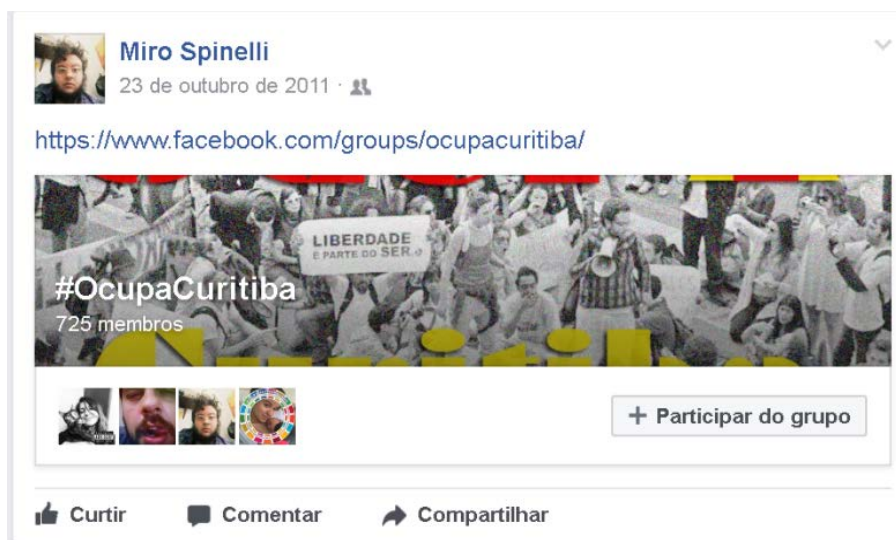 Miro Spinelli
23 de outubro de 2011 ·
https://www.facebook.com/groups/ocupacuritiba/
LIBERDADE
É PARTE DO SER.
#OcupaCuritiba
725 membros
Curitiba
+ Participar do grupo
Curtir
Comentar
Compartilhar